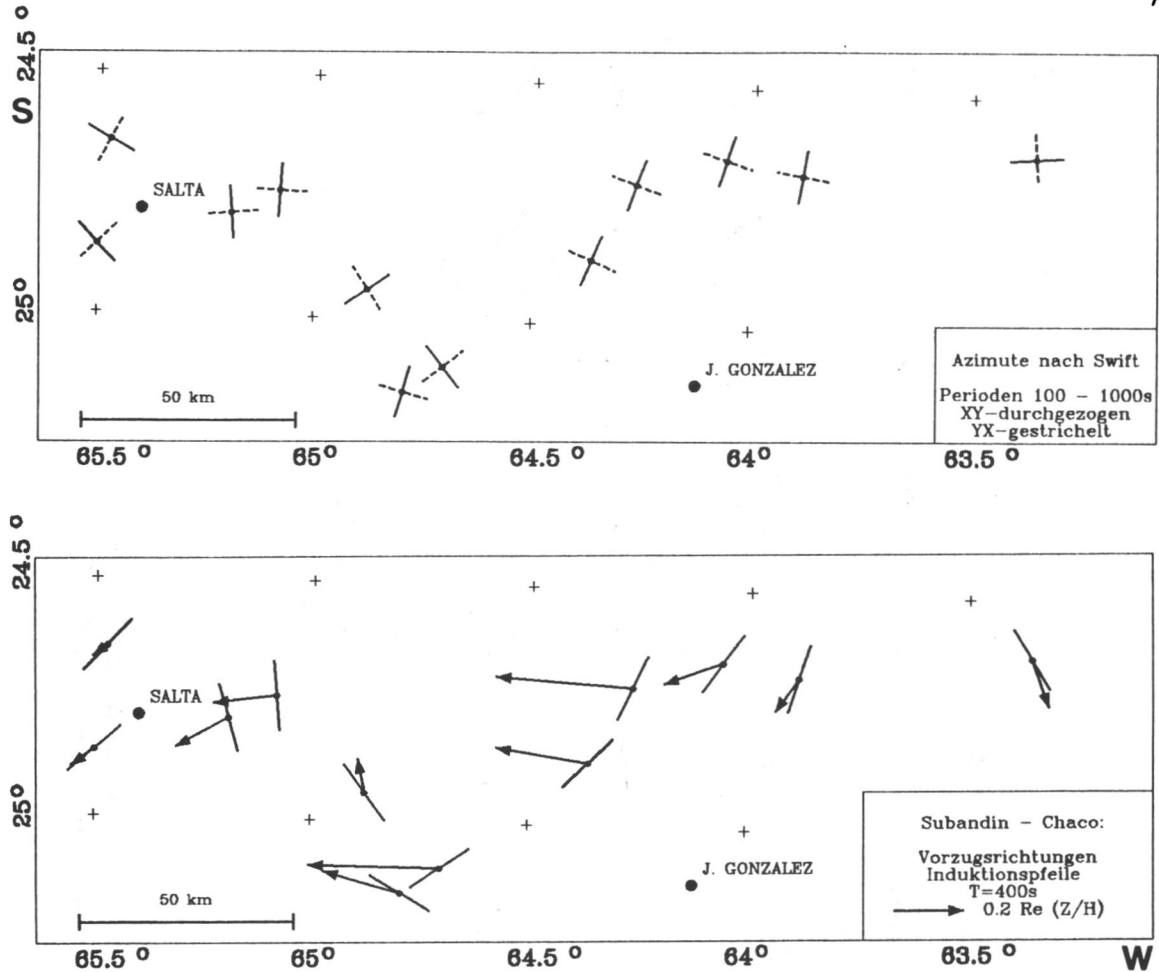 24.5 °
S
SALTA
25°
J. GONZALEZ
50 km
Azimute nach Swift
Perioden 100 - 1000s
XY-durchgezogen
YX-gestrichelt
65.5 ° 65° 64.5 ° 64° 63.5 °
24.5 °
SALTA
25°
J. GONZALEZ
50 km
Subandin - Chaco:
Vorzugsrichtungen
Induktionspfeile
T=400s
0.2 Re (Z/H)
65.5 ° 65° 64.5 ° 64° 63.5 ° W